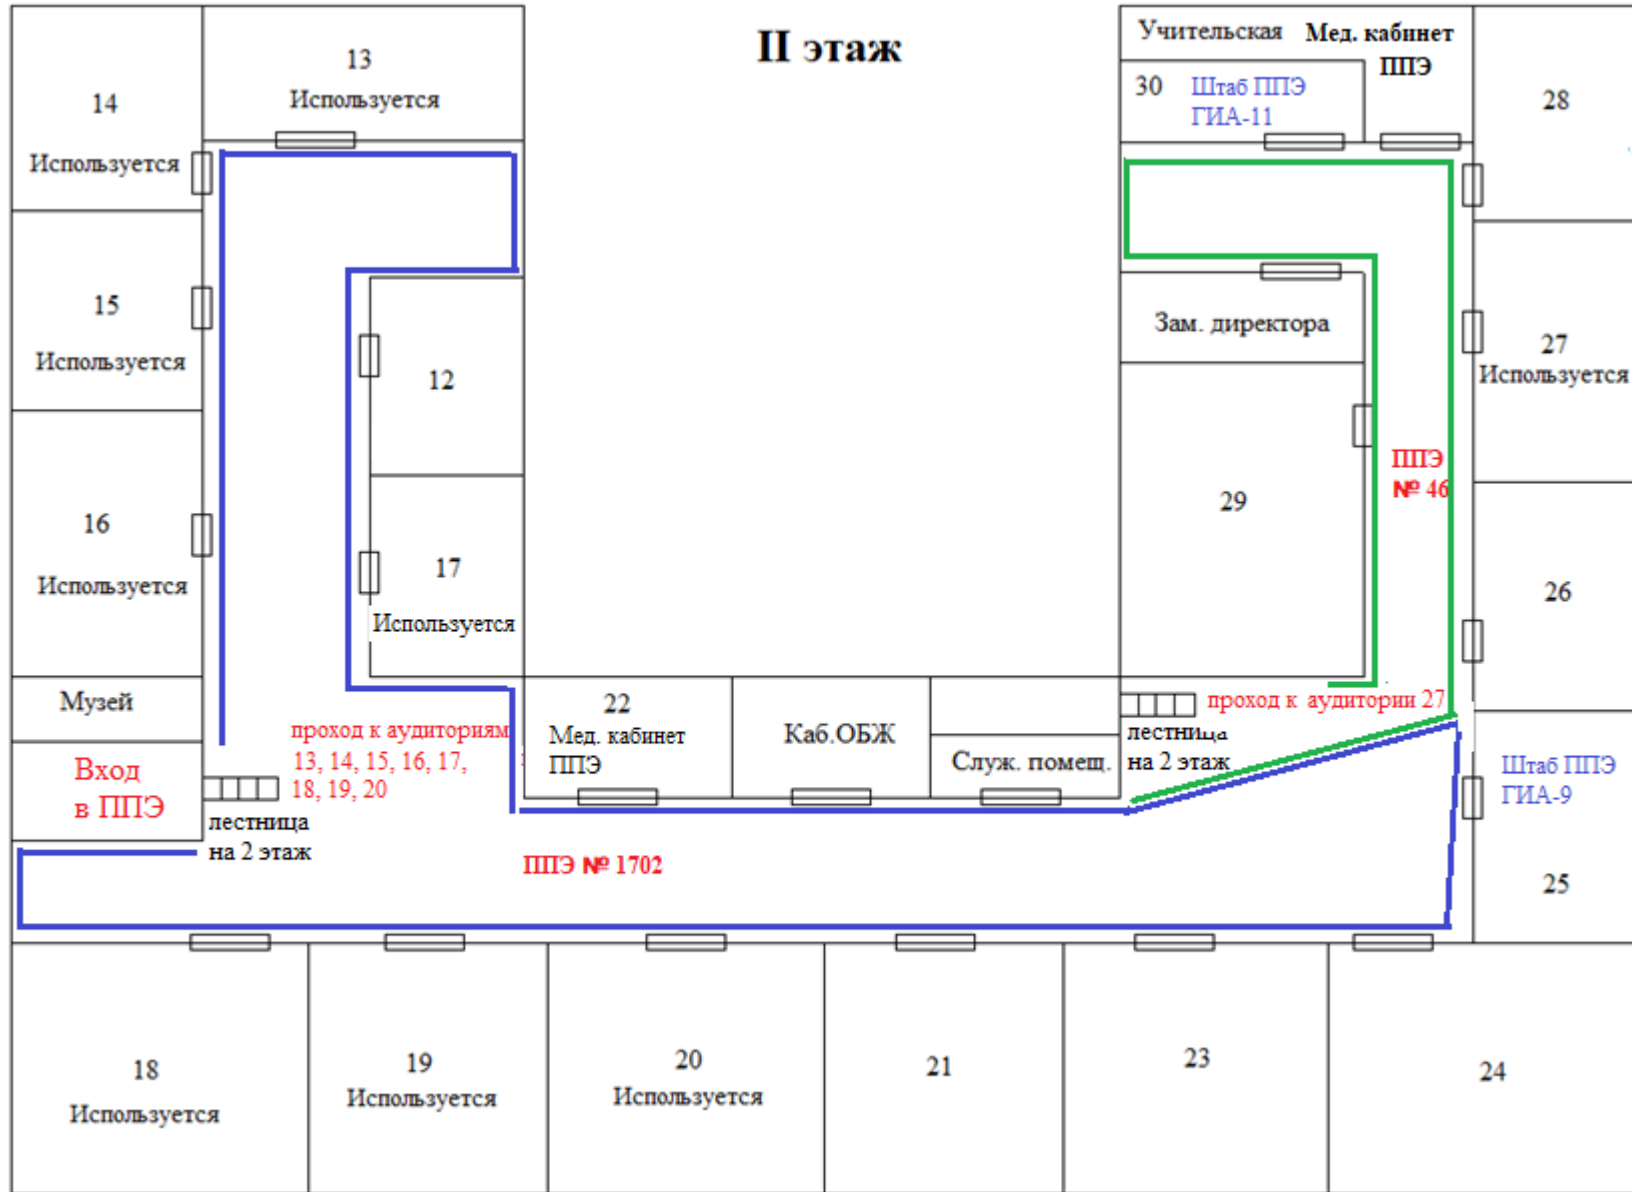 II этаж
14
Используется
13
Используется
15
Используется
12
16
Используется
17
Используется
Музей
Вход
в ППЭ
проход к аудиториям
13, 14, 15, 16, 17,
18, 19, 20
лестница
на 2 этаж
22
Мед. кабинет
ППЭ
Каб.ОБЖ
Служ. помещ.
ППЭ № 1702
Учительская
Мед. кабинет
ППЭ
30
Штаб ППЭ
ГИА-11
28
Зам. директора
27
Используется
29
ППЭ
№ 46
26
проход к аудитории 27
лестница
на 2 этаж
Штаб ППЭ
ГИА-9
25
18
Используется
19
Используется
20
Используется
21
23
24